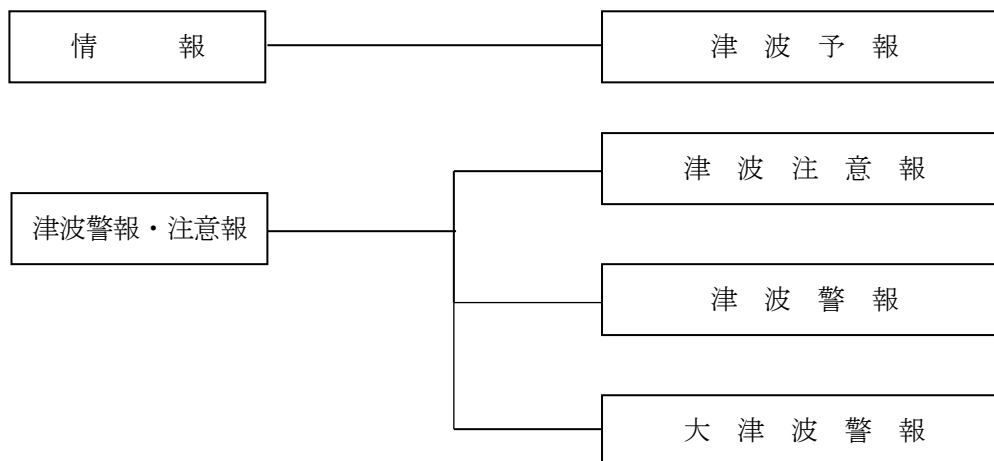 情　　　報
津　波　予　報
津　波　注　意　報
津波警報・注意報
津　波　警　報
大　津　波　警　報